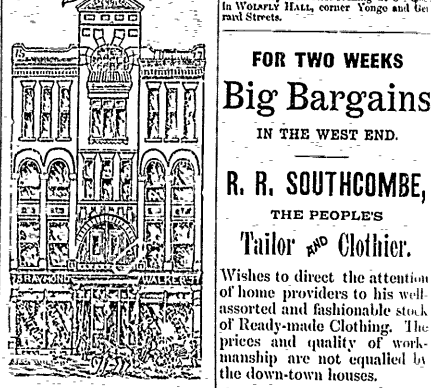 In WOLSELY HALL, corner Yonge and Ger
rard Streets.
FOR TWO WEEKS
Big Bargains
IN THE WEST END.
R. R. SOUTHCOMBE,
THE PEOPLE'S
Tailor AND Clothier.
Wishes to direct the attention
of home providers to his well-
assorted and fashionable stock
of Ready-made Clothing. The
prices and quality of work-
manship are not equalled by
the down-town houses.
RAYMOND WALKER